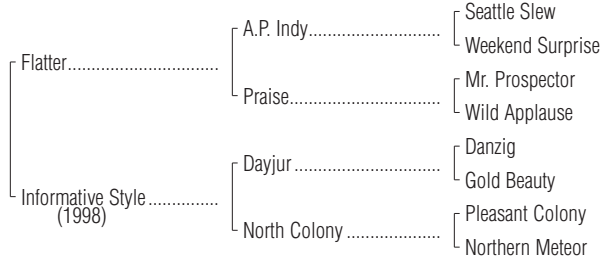 Seattle Slew
A.P. Indy..............................
Weekend Surprise
Flatter................................
Mr. Prospector
Praise.................................
Wild Applause
Danzig
Dayjur.................................
Gold Beauty
Informative Style...............
(1998)
Pleasant Colony
North Colony....................
Northern Meteor